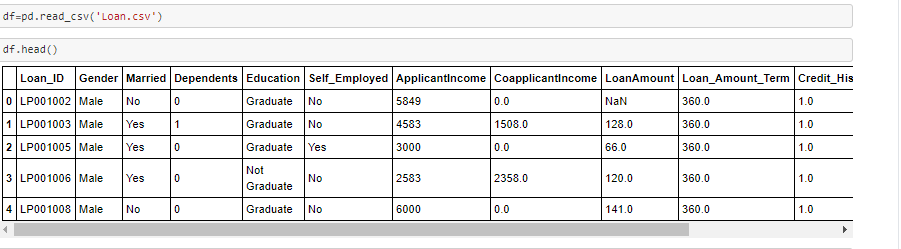 df=pd.read_csv('Loan.csv')
df.head()
Loan_ID Gender Married Dependents Education Self_Employed ApplicantIncome CoapplicantIncome LoanAmount Loan_Amount_Term Credit_His
0 LP001002 Male No 0 Graduate No 5849 0.0 NaN 360.0 1.0
1 LP001003 Male Yes 1 Graduate No 4583 1508.0 128.0 360.0 1.0
2 LP001005 Male Yes 0 Graduate Yes 3000 0.0 66.0 360.0 1.0
3 LP001006 Male Yes 0 Not Graduate No 2583 2358.0 120.0 360.0 1.0
4 LP001008 Male No 0 Graduate No 6000 0.0 141.0 360.0 1.0